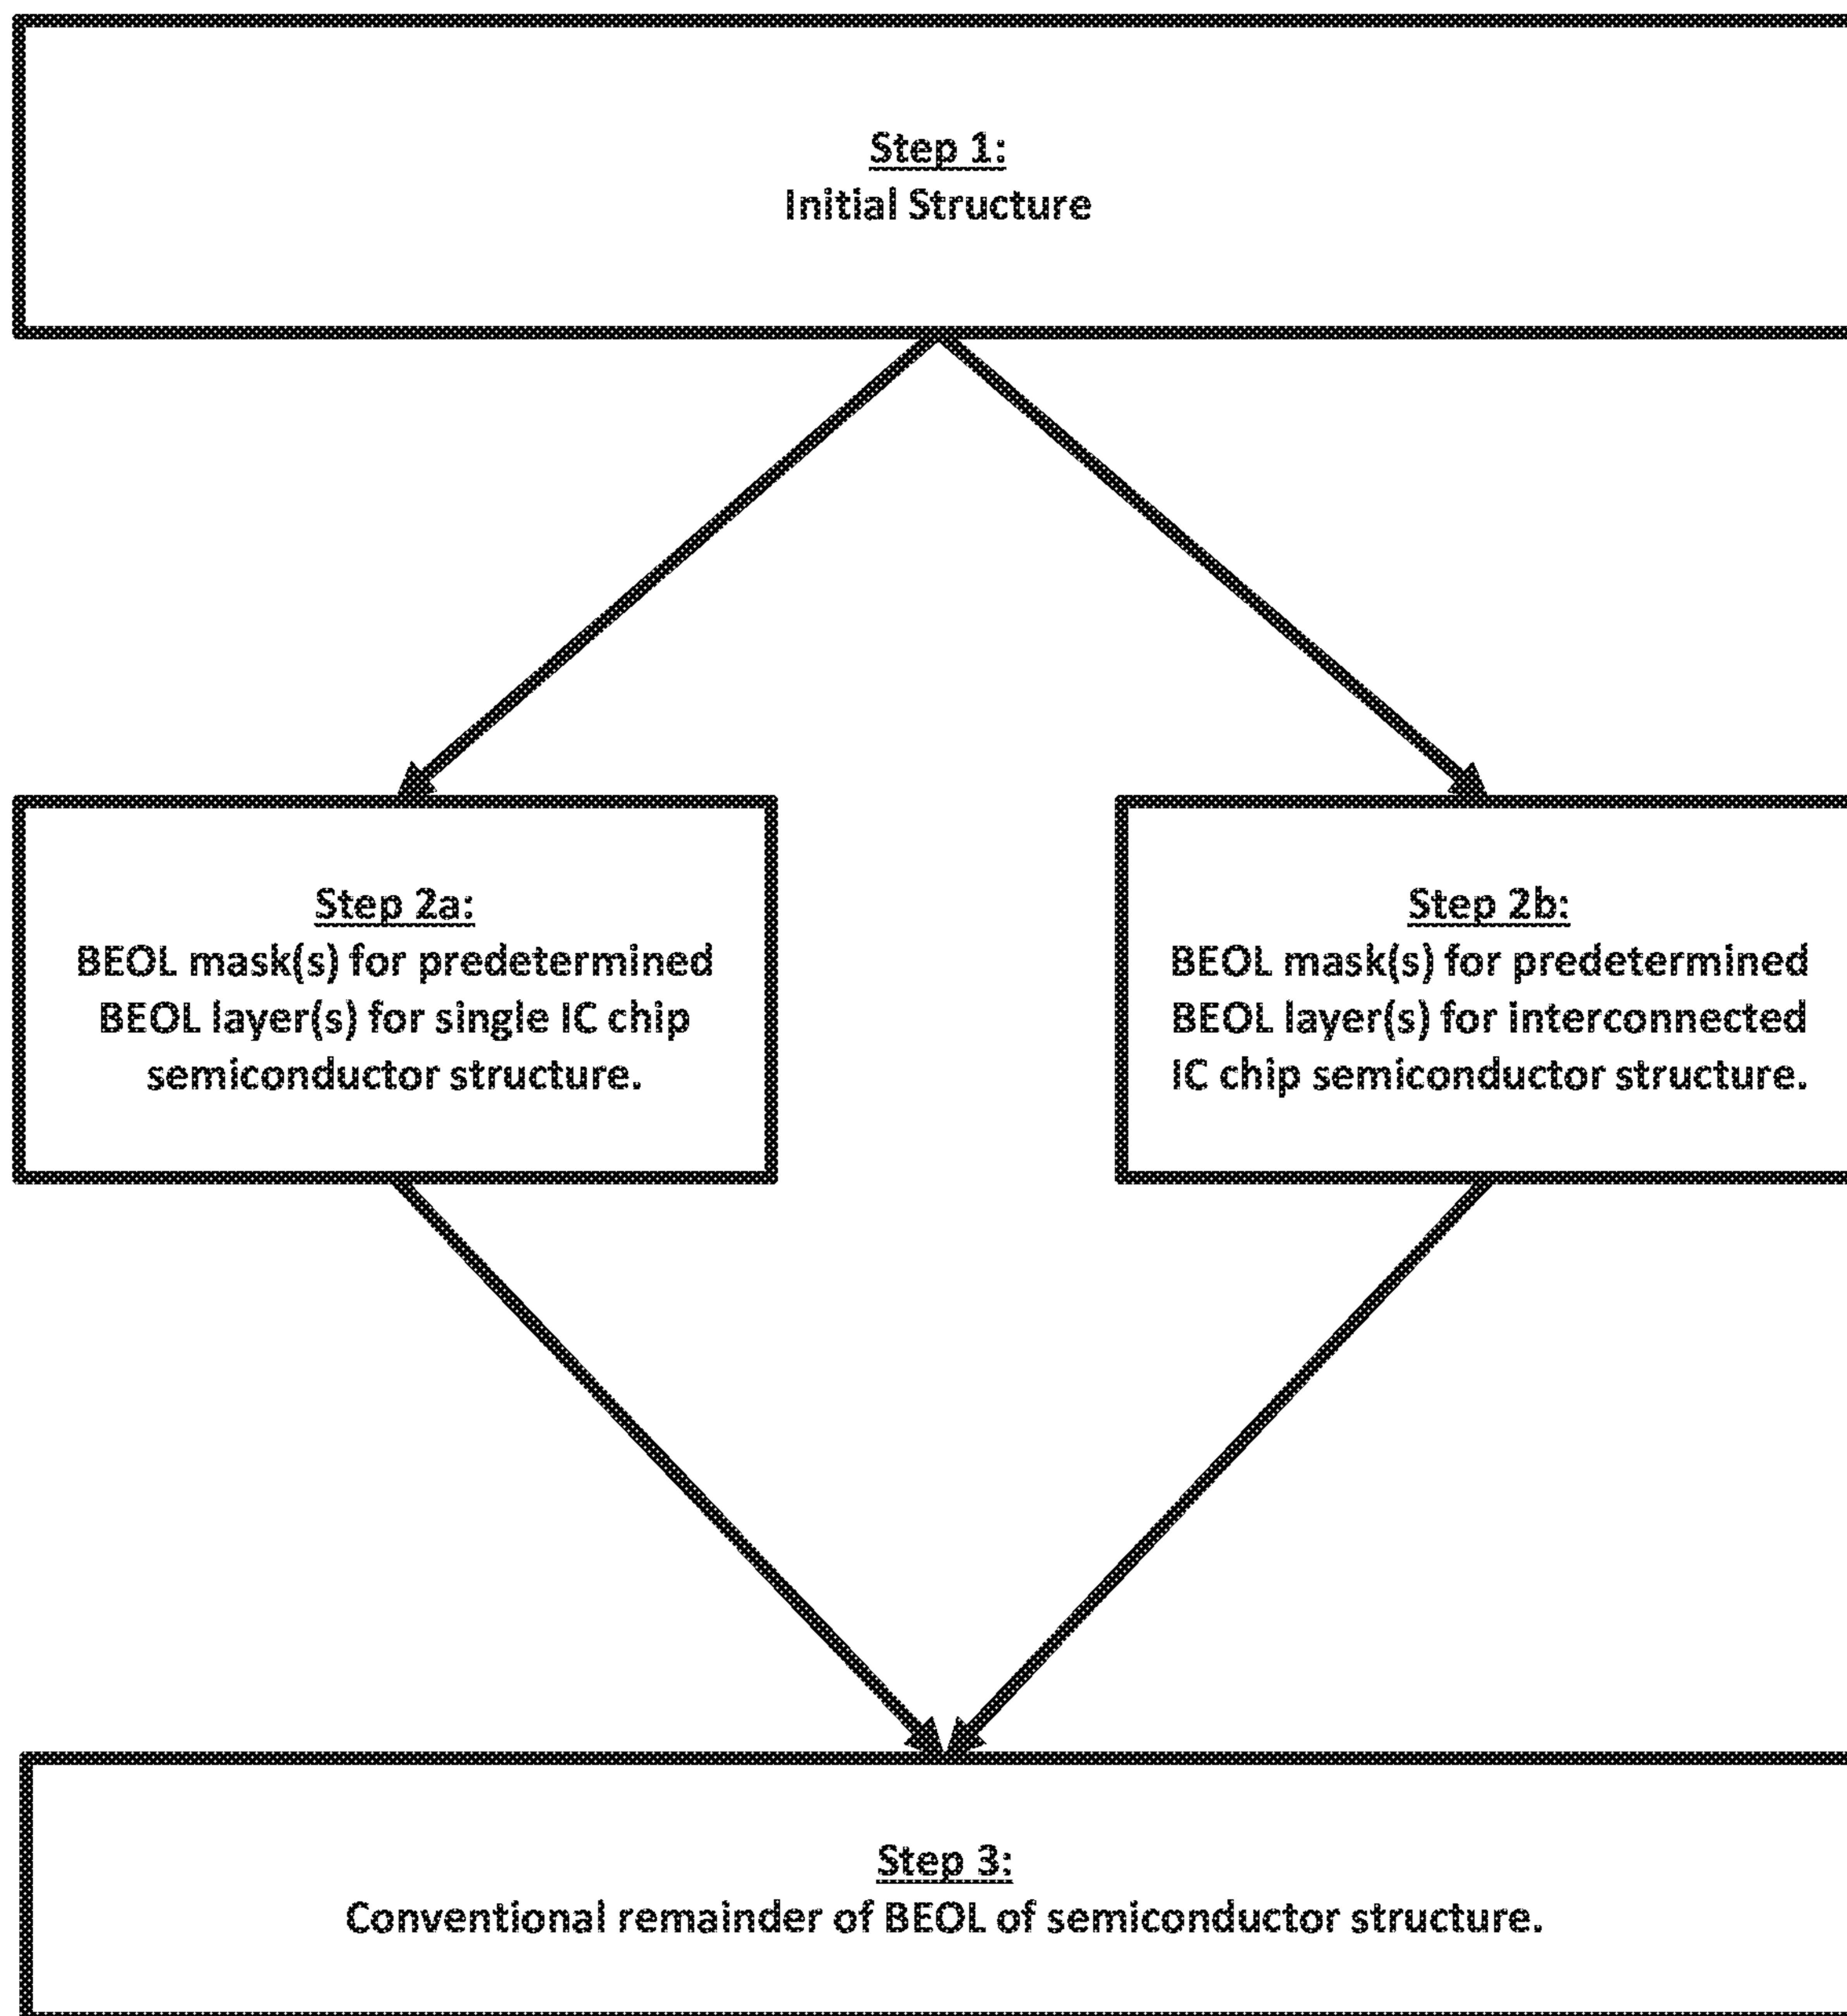 Step 1:
Initial Structure
Step 2a:
BEOL mask(s) for predetermined
BEOL layer(s) for single IC chip
semiconductor structure.
Step 2b:
BEOL mask(s) for predetermined
BEOL layer(s) for interconnected
IC chip semiconductor structure.
Step 3:
Conventional remainder of BEOL of semiconductor structure.